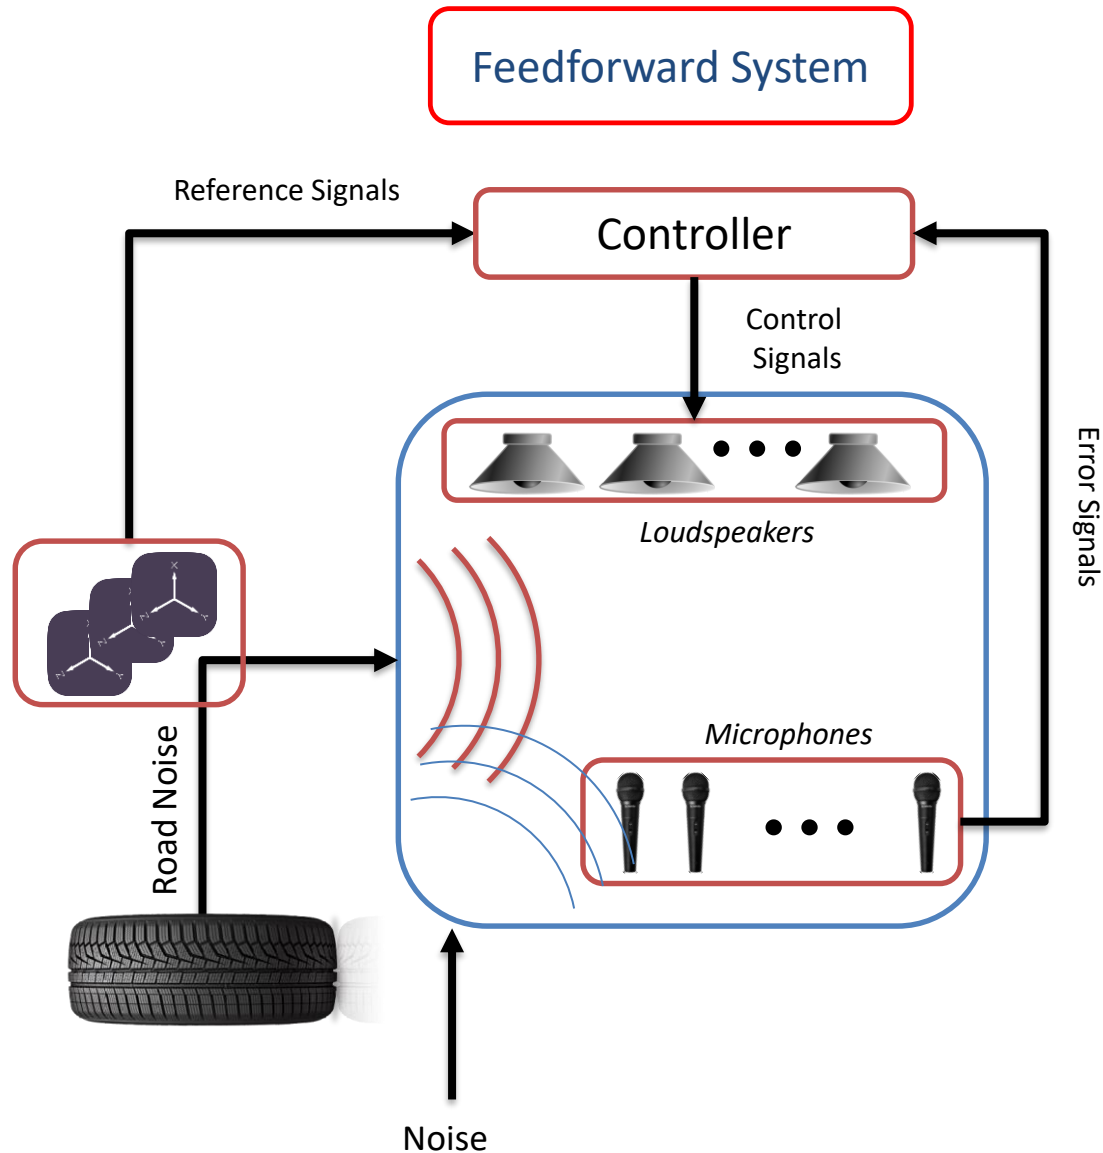 Feedforward System
Reference Signals
Controller
Control
Signals
Error Signals
Loudspeakers
Microphones
Road Noise
Noise